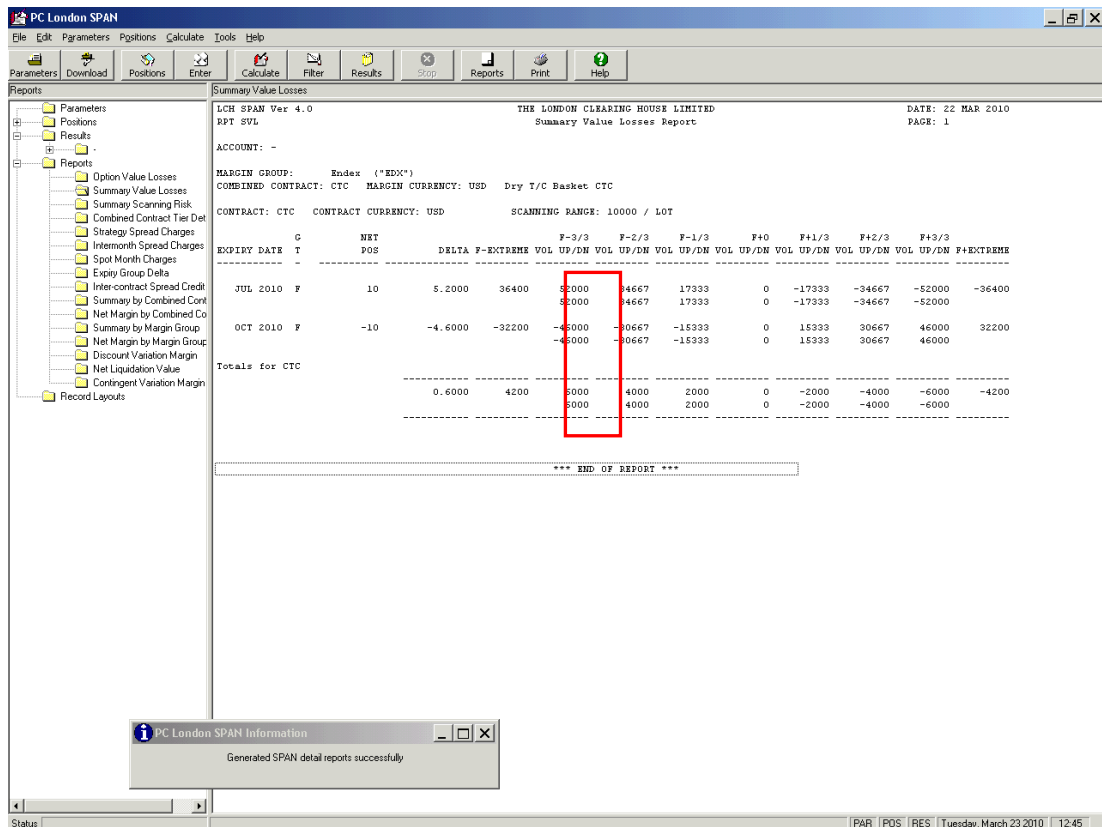 PC London SPAN
File Edit Parameters Positions Calculate Tools Help
Parameters Download Positions Enter Calculate Filter Results Stop Reports Print Help
Reports
Summary Value Losses
Parameters
Positions
Results
-
Reports
Option Value Losses
Summary Value Losses
Summary Scanning Risk
Combined Contract Tier Det
Strategy Spread Charges
Intermonth Spread Charges
Spot Month Charges
Expiry Group Delta
Inter-contract Spread Credit
Summary by Combined Cont
Net Margin by Combined Co
Summary by Margin Group
Net Margin by Margin Group
Discount Variation Margin
Net Liquidation Value
Contingent Variation Margin
Record Layouts
LCH SPAN Ver 4.0 THE LONDON CLEARING HOUSE LIMITED DATE: 22 MAR 2010
RPT SVL Summary Value Losses Report PAGE: 1
ACCOUNT: -
MARGIN GROUP: Endex ("EDX")
COMBINED CONTRACT: CTC MARGIN CURRENCY: USD Dry T/C Basket CTC
CONTRACT: CTC CONTRACT CURRENCY: USD SCANNING RANGE: 10000 / LOT
G NET F-3/3 F-2/3 F-1/3 F+0 F+1/3 F+2/3 F+3/3
EXPIRY DATE T POS DELTA F-EXTREME VOL UP/DN VOL UP/DN VOL UP/DN VOL UP/DN VOL UP/DN VOL UP/DN VOL UP/DN F+EXTREME
JUL 2010 F 10 5.2000 36400 52000 34667 17333 0 -17333 -34667 -52000 -36400
52000 34667 17333 0 -17333 -34667 -52000
OCT 2010 F -10 -4.6000 -32200 -46000 -30667 -15333 0 15333 30667 46000 32200
-46000 -30667 -15333 0 15333 30667 46000
Totals for CTC
0.6000 4200 6000 4000 2000 0 -2000 -4000 -6000 -4200
6000 4000 2000 0 -2000 -4000 -6000
*** END OF REPORT ***
PC London SPAN Information
Generated SPAN detail reports successfully
Status PAR POS RES Tuesday, March 23 2010 12:45